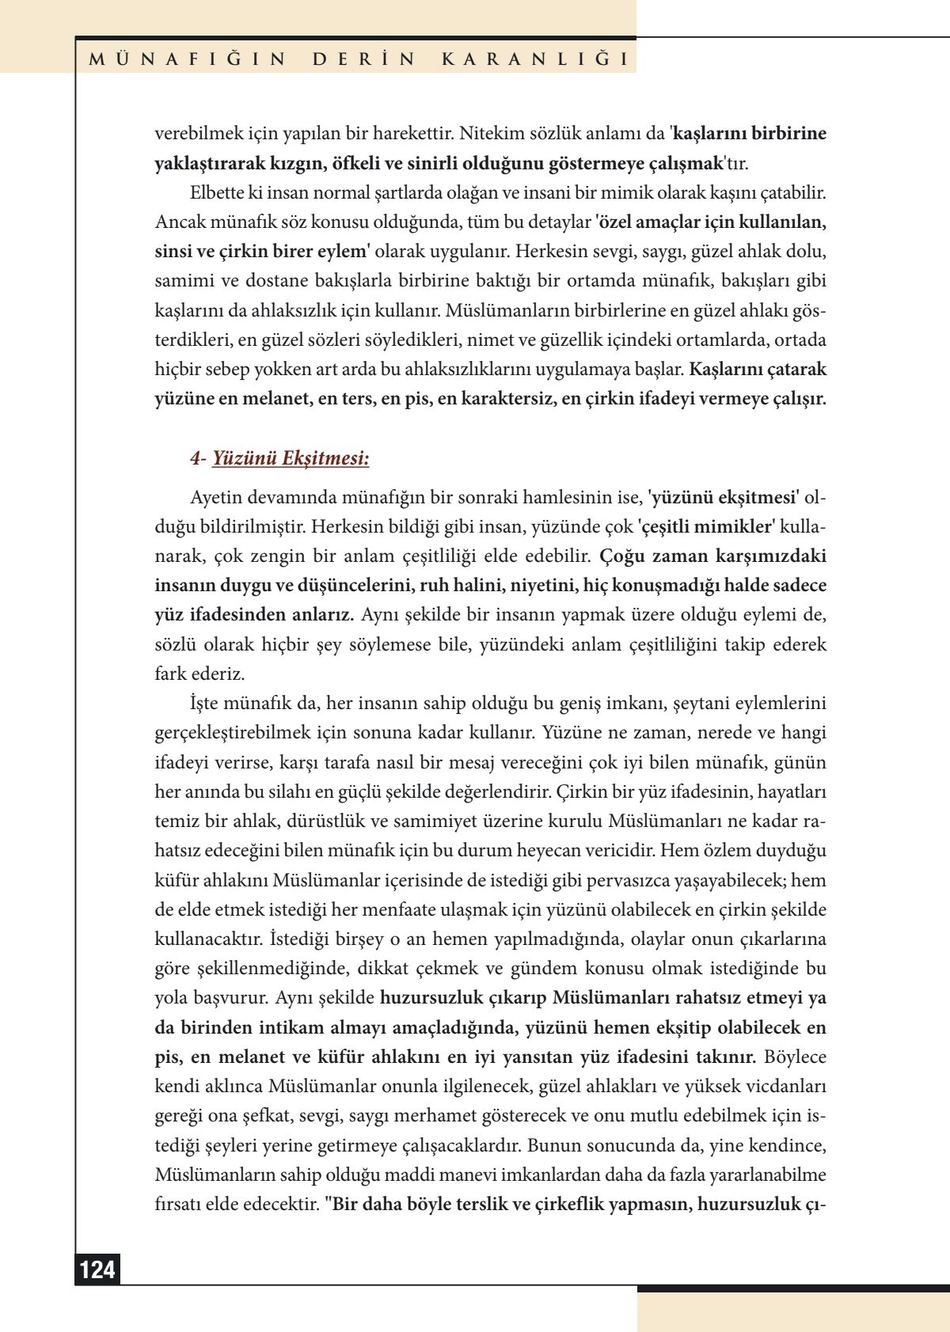 MÜNAFIĞIN DERİN KARANLIĞI
verebilmek için yapılan bir harekettir. Nitekim sözlük anlamı da 'kaşlarını birbirine
yaklaştırarak kızgın, öfkeli ve sinirli olduğunu göstermeye çalışmak'tır.
Elbette ki insan normal şartlarda olağan ve insani bir mimik olarak kaşını çatabilir.
Ancak münafık söz konusu olduğunda, tüm bu detaylar 'özel amaçlar için kullanılan,
sinsi ve çirkin birer eylem' olarak uygulanır. Herkesin sevgi, saygı, güzel ahlak dolu,
samimi ve dostane bakışlarla birbirine baktığı bir ortamda münafık, bakışları gibi
kaşlarını da ahlaksızlık için kullanır. Müslümanların birbirlerine en güzel ahlakı gös-
terdikleri, en güzel sözleri söyledikleri, nimet ve güzellik içindeki ortamlarda, ortada
hiçbir sebep yokken art arda bu ahlaksızlıklarını uygulamaya başlar. Kaşlarını çatarak
yüzüne en melanet, en ters, en pis, en karaktersiz, en çirkin ifadeyi vermeye çalışır.
4- Yüzünü Ekşitmesi:
Ayetin devamında münafığın bir sonraki hamlesinin ise, 'yüzünü ekşitmesi' ol-
duğu bildirilmiştir. Herkesin bildiği gibi insan, yüzünde çok 'çeşitli mimikler' kulla-
narak, çok zengin bir anlam çeşitliliği elde edebilir. Çoğu zaman karşımızdaki
insanın duygu ve düşüncelerini, ruh halini, niyetini, hiç konuşmadığı halde sadece
yüz ifadesinden anlarız. Aynı şekilde bir insanın yapmak üzere olduğu eylemi de,
sözlü olarak hiçbir şey söylemese bile, yüzündeki anlam çeşitliliğini takip ederek
fark ederiz.
İşte münafık da, her insanın sahip olduğu bu geniş imkanı, şeytani eylemlerini
gerçekleştirebilmek için sonuna kadar kullanır. Yüzüne ne zaman, nerede ve hangi
ifadeyi verirse, karşı tarafa nasıl bir mesaj vereceğini çok iyi bilen münafık, günün
her anında bu silahı en güçlü şekilde değerlendirir. Çirkin bir yüz ifadesinin, hayatları
temiz bir ahlak, dürüstlük ve samimiyet üzerine kurulu Müslümanları ne kadar ra-
hatsız edeceğini bilen münafık için bu durum heyecan vericidir. Hem özlem duyduğu
küfür ahlakını Müslümanlar içerisinde de istediği gibi pervasızca yaşayabilecek; hem
de elde etmek istediği her menfaate ulaşmak için yüzünü olabilecek en çirkin şekilde
kullanacaktır. İstediği birşey o an hemen yapılmadığında, olaylar onun çıkarlarına
göre şekillenmediğinde, dikkat çekmek ve gündem konusu olmak istediğinde bu
yola başvurur. Aynı şekilde huzursuzluk çıkarıp Müslümanları rahatsız etmeyi ya
da birinden intikam almayı amaçladığında, yüzünü hemen ekşitip olabilecek en
pis, en melanet ve küfür ahlakını en iyi yansıtan yüz ifadesini takınır. Böylece
kendi aklınca Müslümanlar onunla ilgilenecek, güzel ahlakları ve yüksek vicdanları
gereği ona şefkat, sevgi, saygı merhamet gösterecek ve onu mutlu edebilmek için is-
tediği şeyleri yerine getirmeye çalışacaklardır. Bunun sonucunda da, yine kendince,
Müslümanların sahip olduğu maddi manevi imkanlardan daha da fazla yararlanabilme
fırsatı elde edecektir. "Bir daha böyle terslik ve çirkeflik yapmasın, huzursuzluk çı-
124